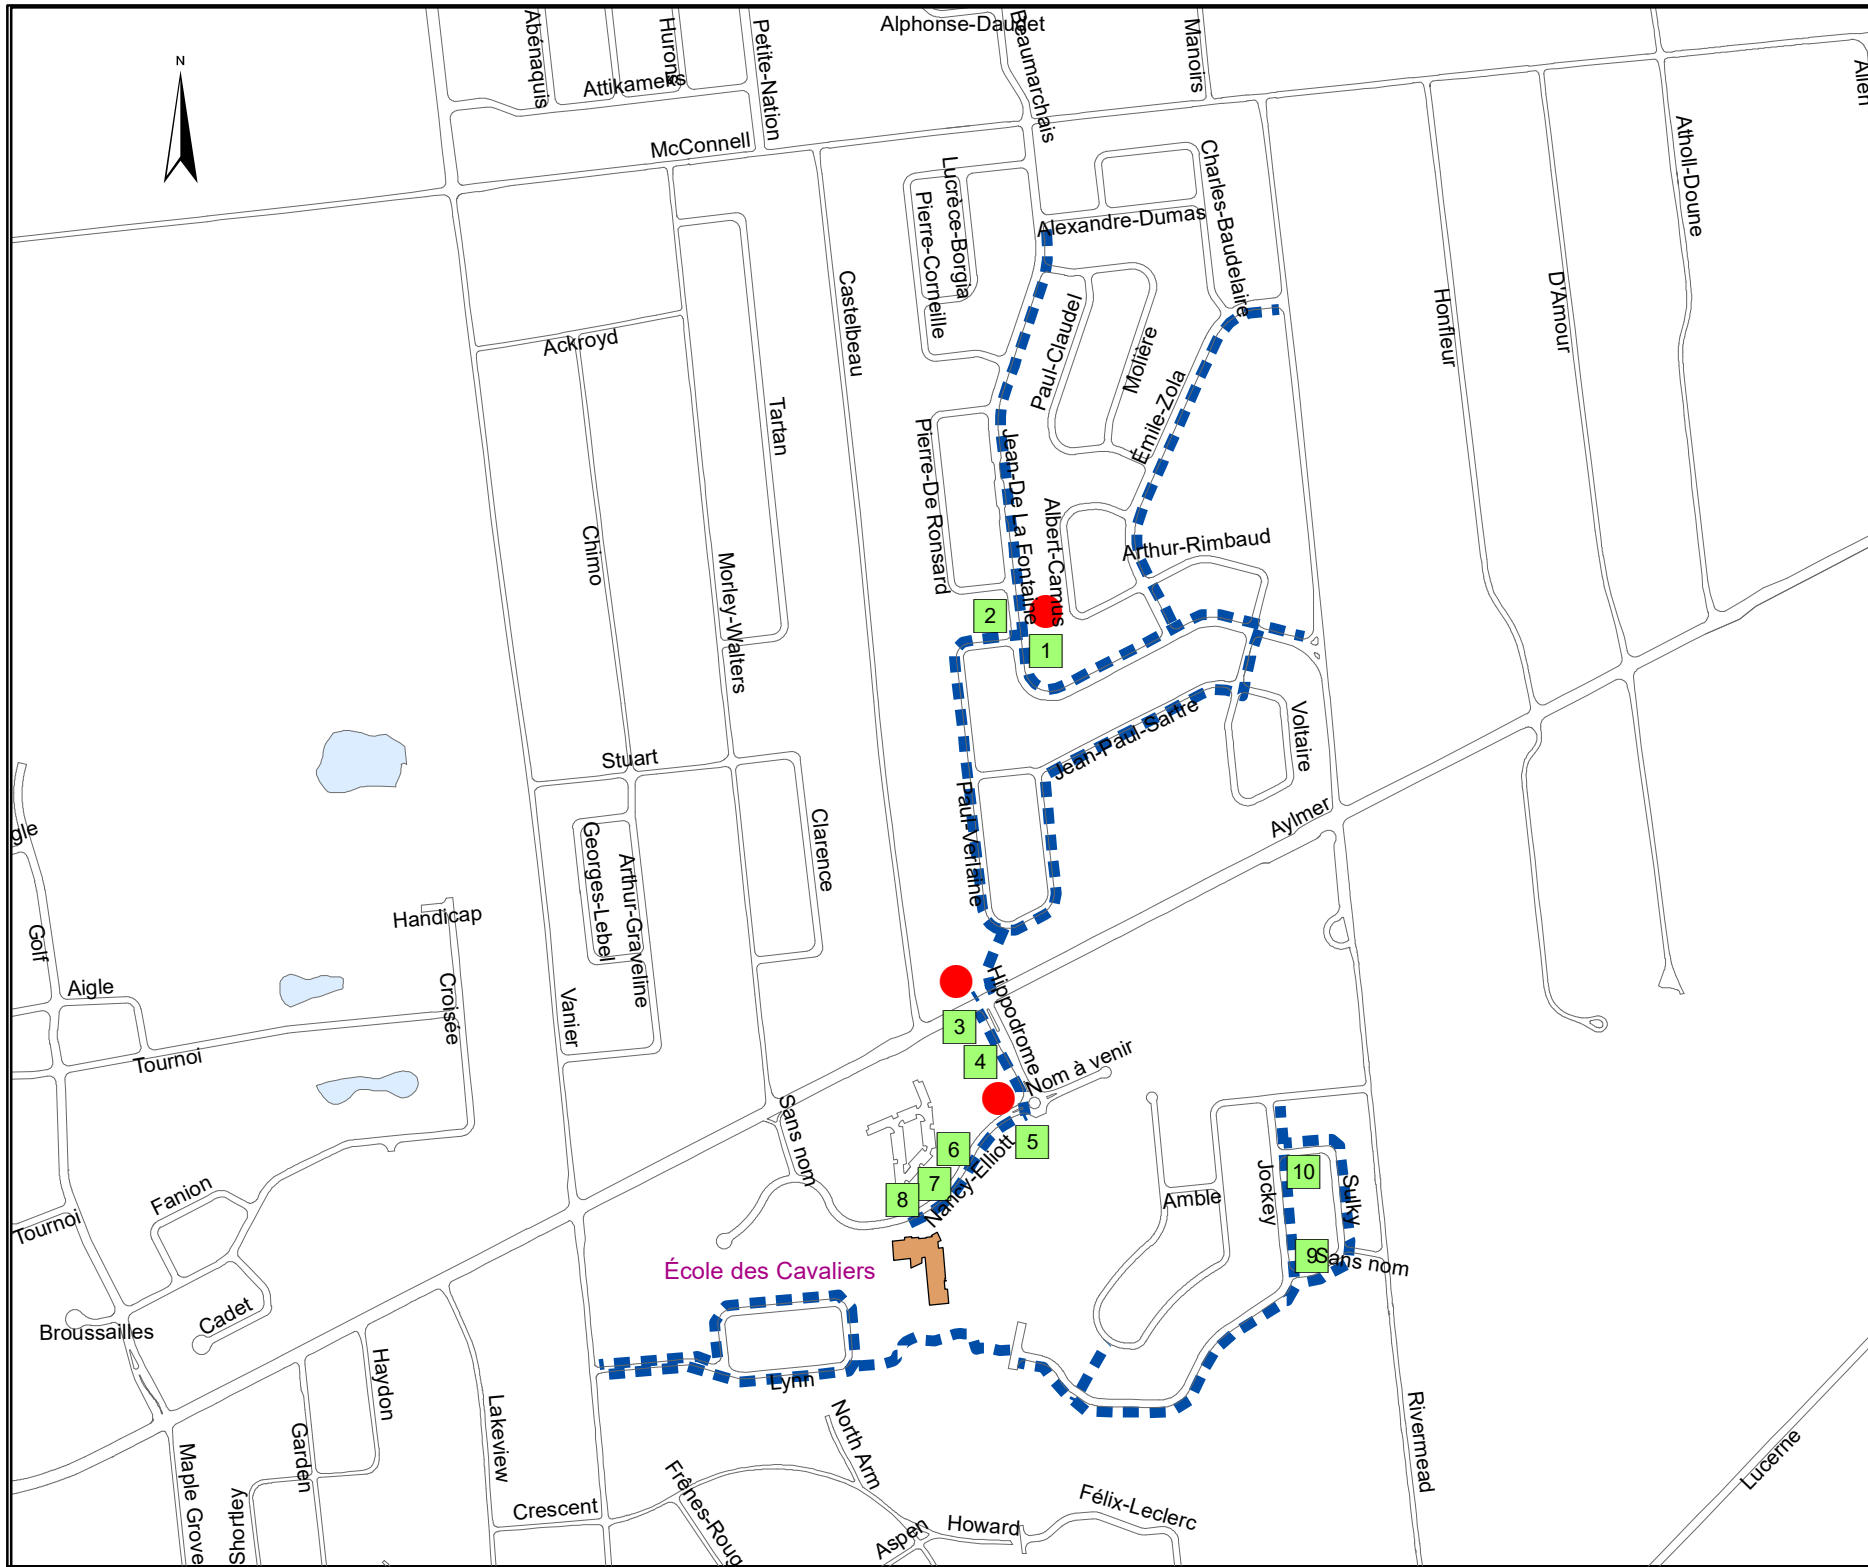 Alphonse-Daudet
Beaumarchais
Manoirs
Abénaquis
Hurons
Petite-Nation
Attikameks
N
McConnell
Allen
Atholl-Doune
Lucrèce-Borgia
Pierre-Corneille
Charles-Baudelaire
Alexandre-Dumas
Castelbeau
Honfleur
D'Amour
Ackroyd
Paul-Claudel
Molière
Émile-Zola
Tartan
Pierre-De Ronsard
Jean-De La Fontaine
Albert-Camus
Arthur-Rimbaud
Chimo
Morley-Walters
2
1
Voltaire
Jean-Paul-Sartre
Stuart
Paul-Verlaine
Aylmer
gle
Georges-Lebel
Arthur-Graveline
Clarence
Handicap
Golf
Aigle
Croisée
Vanier
Hippodrome
3
4
Tournoi
Nom à venir
Sans nom
5
6
7
8
Nancy-Elliott
10
Jockey
Sulky
Amble
Fanion
Tournoi
9
Sans nom
École des Cavaliers
Cadet
Broussailles
Haydon
Lynn
Lakeview
North Arm
Rivermead
Garden
Maple Grove
Shortley
Crescent
Frênes-Roug
Félix-Leclerc
Howard
Aspen
Lucerne